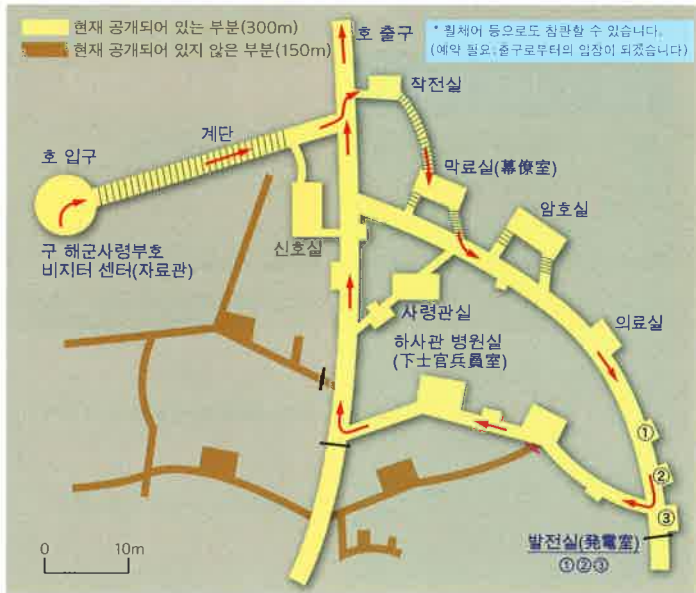 현재 공개되어 있는 부분(300m)
현재 공개되어 있지 않은 부분(150m)
호 출구
* 휠체어 등으로도 참관할 수 있습니다.
(예약 필요, 출구로부터의 입장이 되겠습니다)
작전실
계단
호 입구
막료실(幕僚室)
암호실
신호실
구 해군사령부호
비지터 센터(자료관)
사령관실
의료실
하사관 병원실
(下士官兵員室)
①
②
③
발전실(発電室)
①②③
0 10m